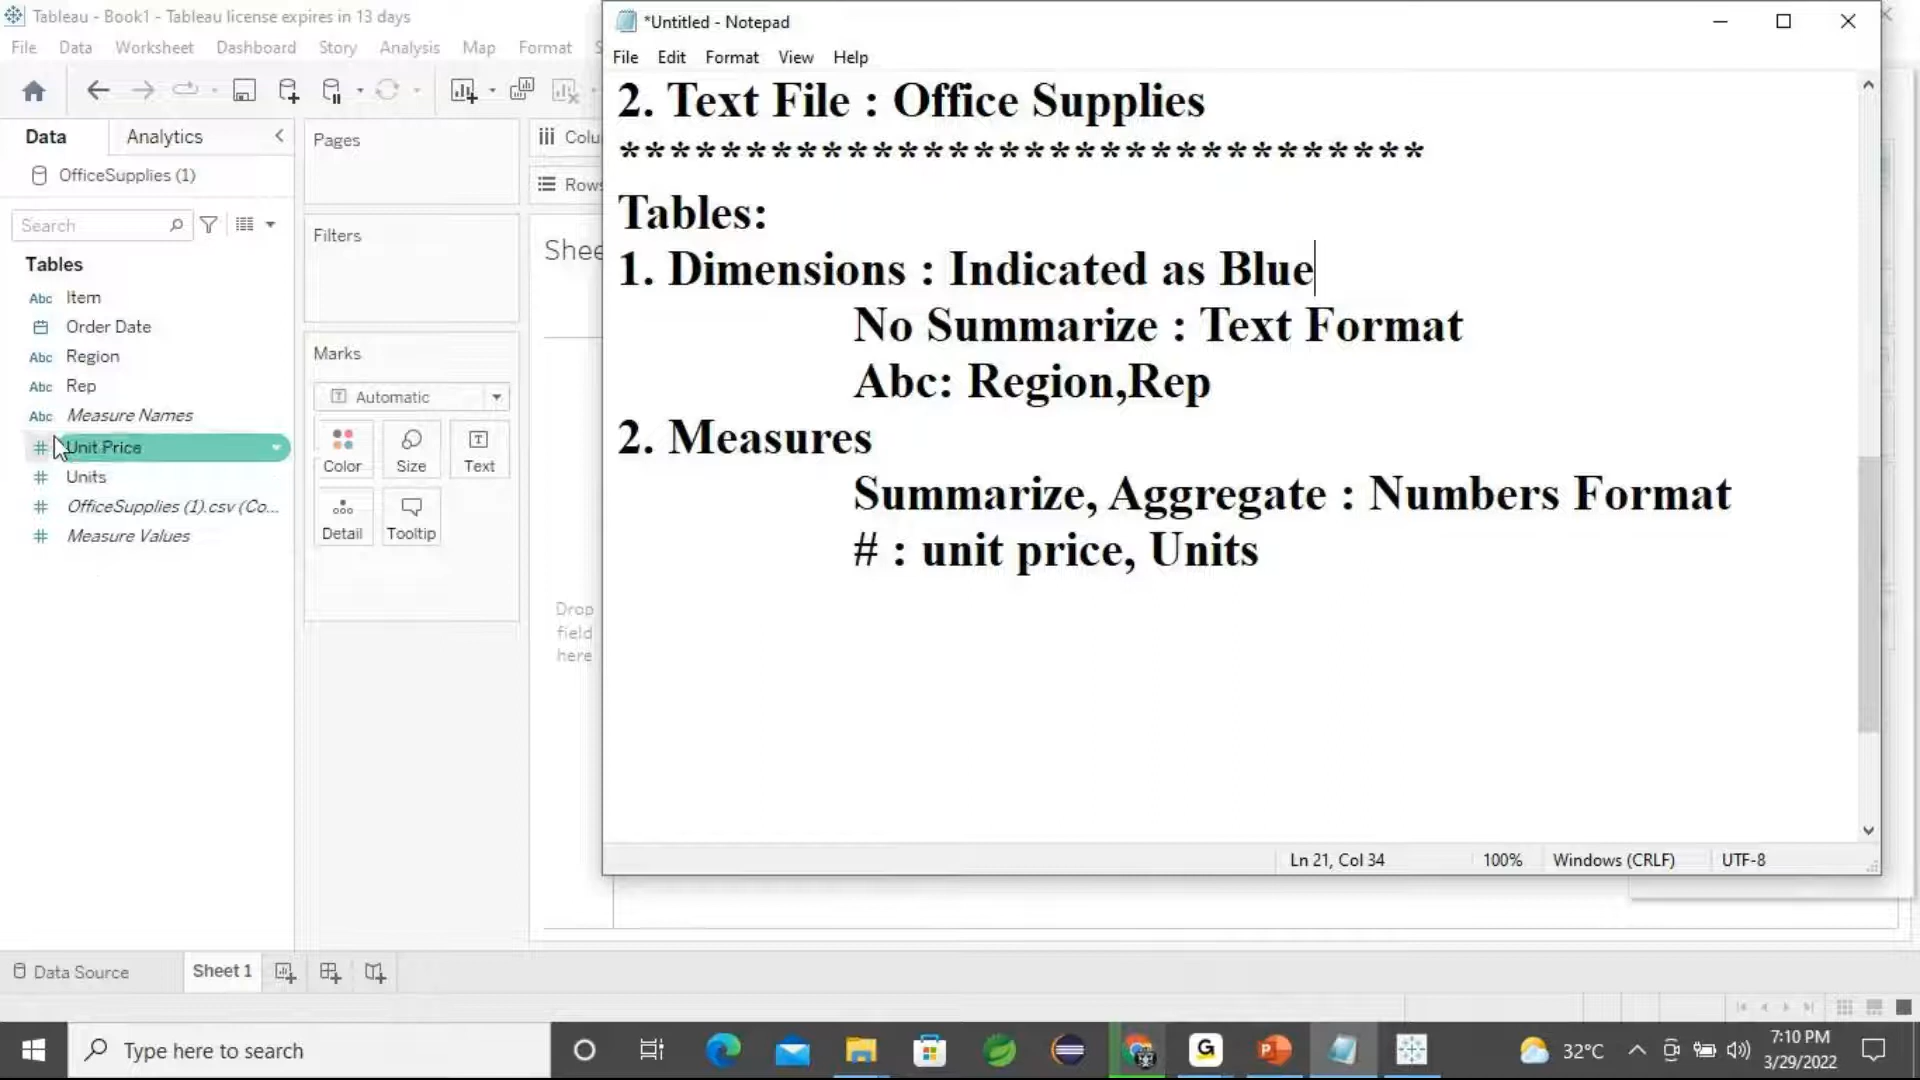 Tableau - Book1 - Tableau license expires in 13 days
File Data Worksheet Dashboard Story Analysis Map Format
Data Analytics
OfficeSupplies (1)
Search
Tables
Abc Item
Order Date
Abc Region
Abc Rep
Abc Measure Names
# Unit Price
# Units
# OfficeSupplies (1).csv (Co...
# Measure Values
Pages
Filters
Marks
Automatic
Color Size Text
Detail Tooltip
Colu
Rows
Shee
Drop
field
here
*Untitled - Notepad
File Edit Format View Help
2. Text File : Office Supplies
********************************
Tables:
1. Dimensions : Indicated as Blue
No Summarize : Text Format
Abc: Region,Rep
2. Measures
Summarize, Aggregate : Numbers Format
# : unit price, Units
Ln 21, Col 34 100% Windows (CRLF) UTF-8
Data Source Sheet 1
Type here to search
32°C
7:10 PM
3/29/2022